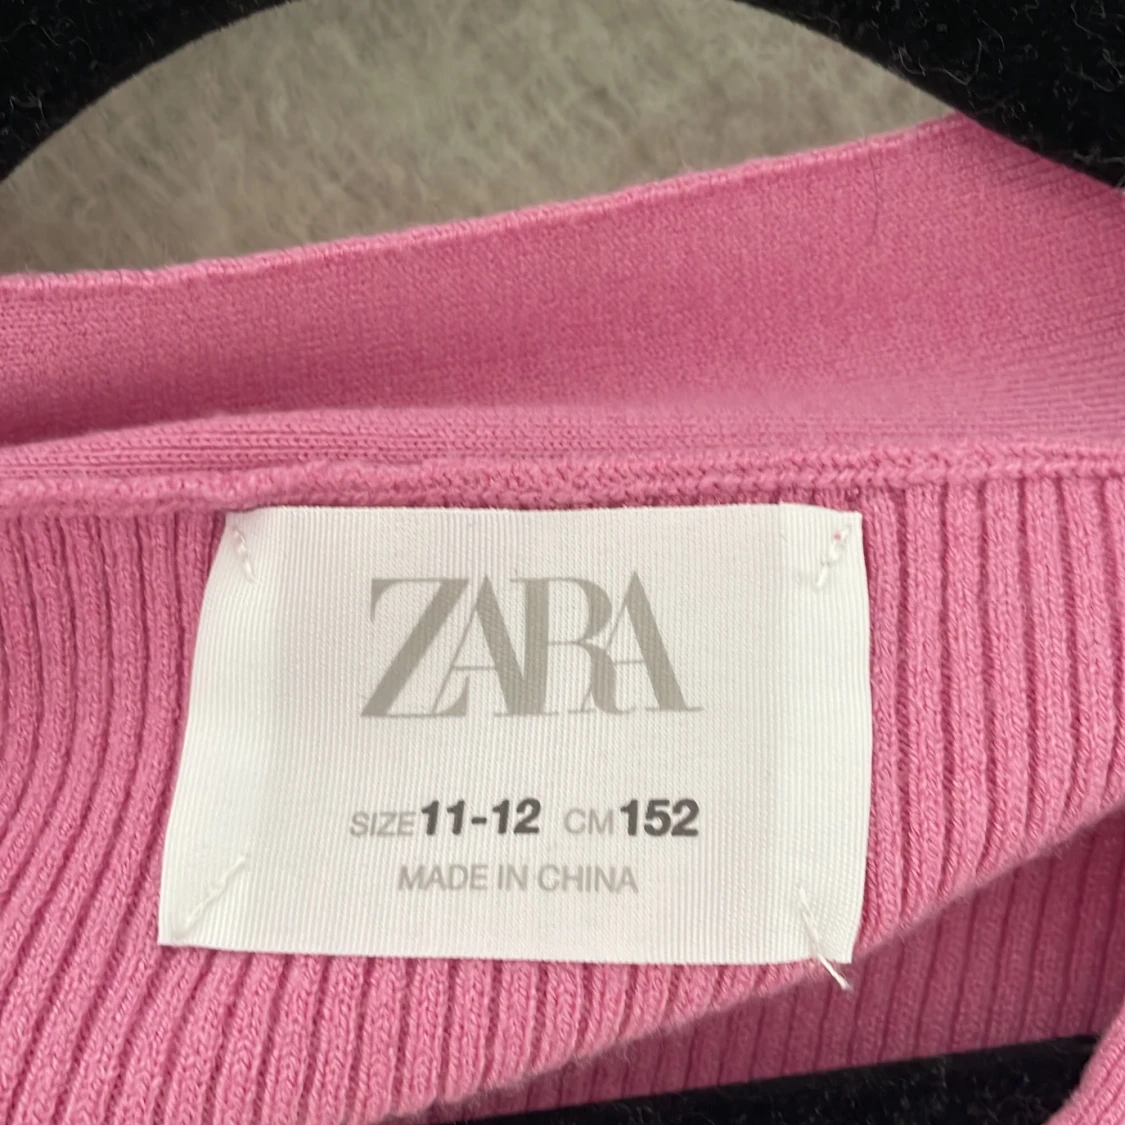 ZARA
SIZE 11-12 CM 152
MADE IN CHINA